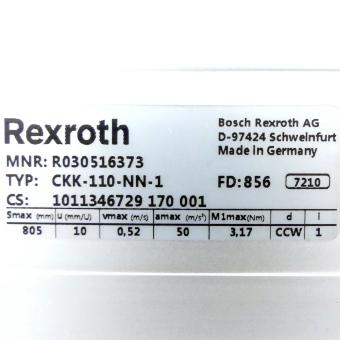 Rexroth
Bosch Rexroth AG
D-97424 Schweinfurt
Made in Germany
MNR: R030516373
TYP: CKK-110-NN-1 FD: 856 7210
CS: 1011346729 170 001
Smax (mm) u (mm/U) vmax (m/s) amax (m/s²) M1max(Nm) d i
805 10 0,52 50 3,17 CCW 1